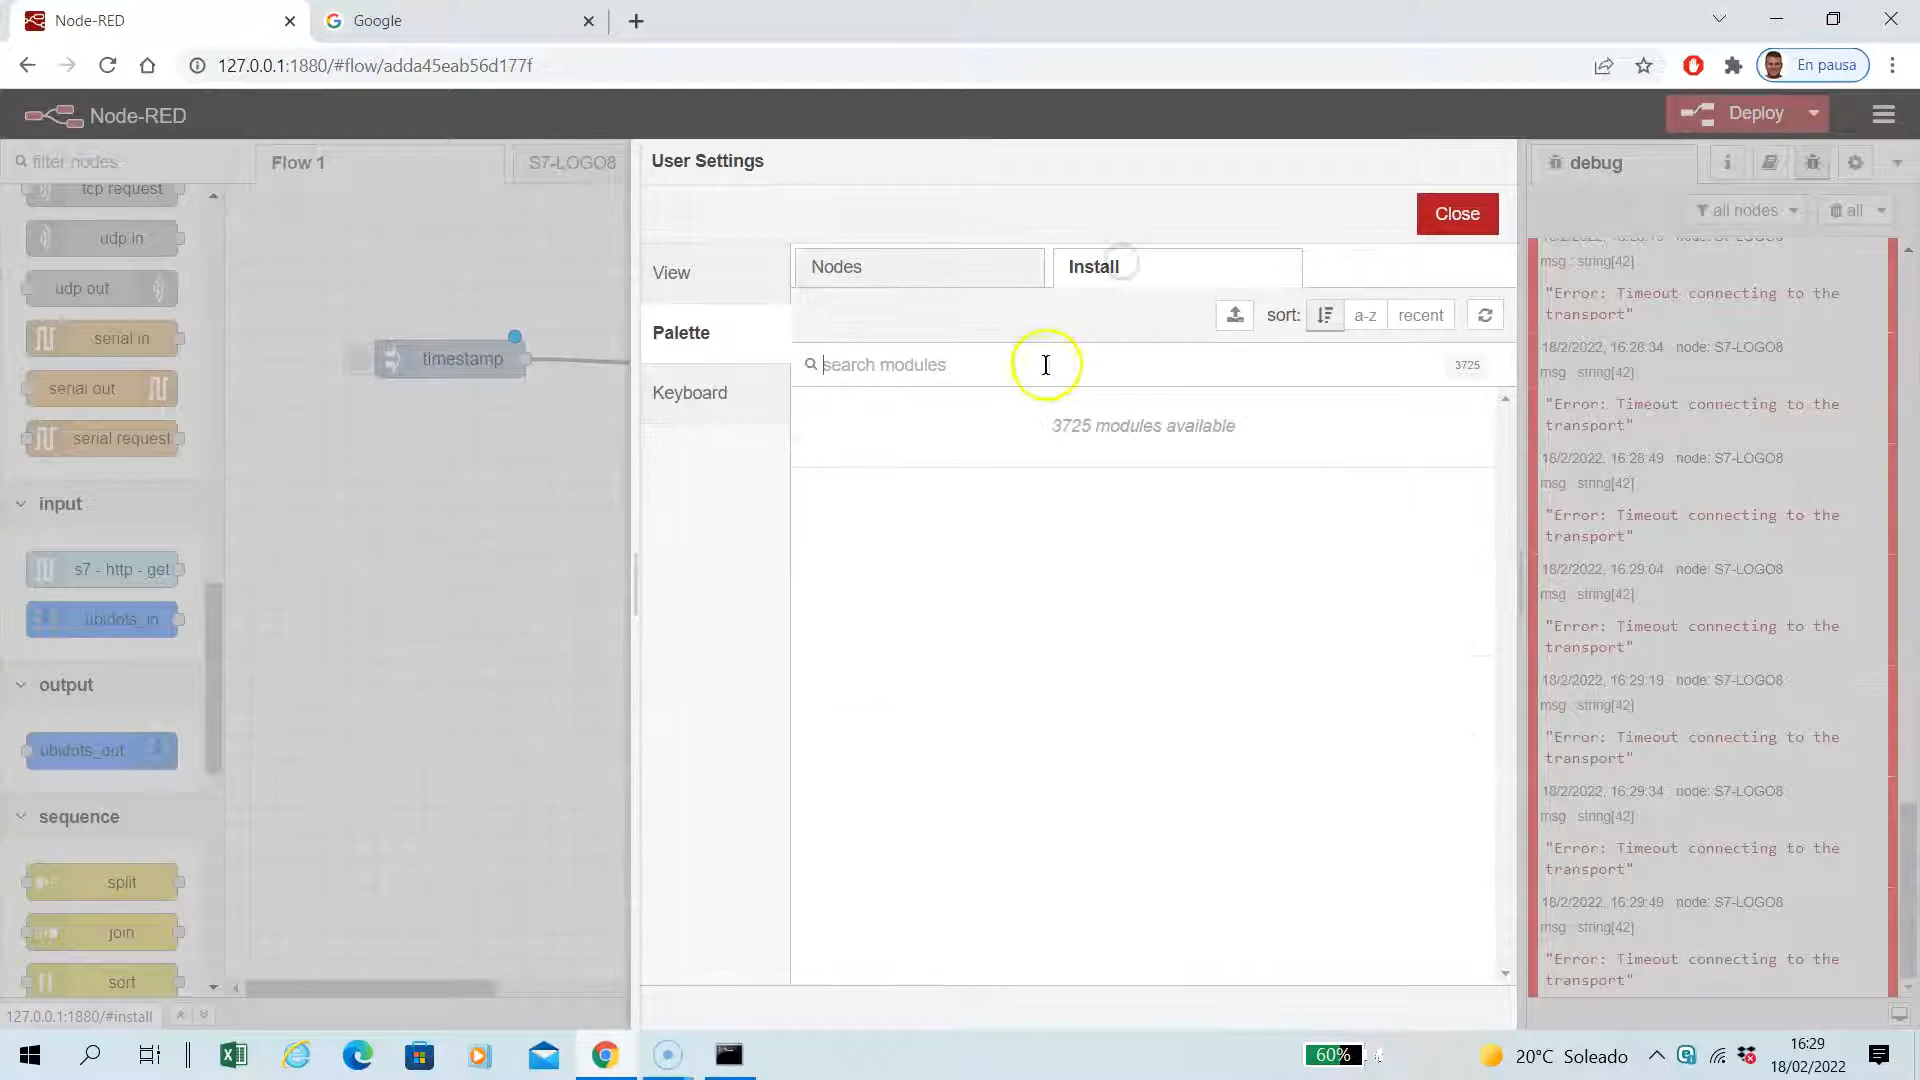 Node-RED
Google
127.0.0.1:1880/#flow/adda45eab56d177f
En pausa
Node-RED
Deploy
filter nodes
Flow 1
S7-LOGO8
User Settings
debug
tcp request
Close
all nodes
all
udp in
View
Nodes
Install
msg : string[42]
udp out
"Error: Timeout connecting to the
transport"
sort:
a-z
recent
serial in
Palette
timestamp
18/2/2022, 16:28:34 node: S7-LOGO8
search modules
3725
msg : string[42]
serial out
Keyboard
"Error: Timeout connecting to the
transport"
3725 modules available
serial request
18/2/2022, 16:28:49 node: S7-LOGO8
msg : string[42]
input
"Error: Timeout connecting to the
transport"
s7 - http - get
18/2/2022, 16:29:04 node: S7-LOGO8
msg : string[42]
ubidots_in
"Error: Timeout connecting to the
transport"
output
18/2/2022, 16:29:19 node: S7-LOGO8
msg : string[42]
ubidots_out
"Error: Timeout connecting to the
transport"
18/2/2022, 16:29:34 node: S7-LOGO8
sequence
msg : string[42]
"Error: Timeout connecting to the
transport"
split
18/2/2022, 16:29:49 node: S7-LOGO8
join
msg : string[42]
"Error: Timeout connecting to the
transport"
sort
127.0.0.1:1880/#install
60%
20°C Soleado
16:29
18/02/2022